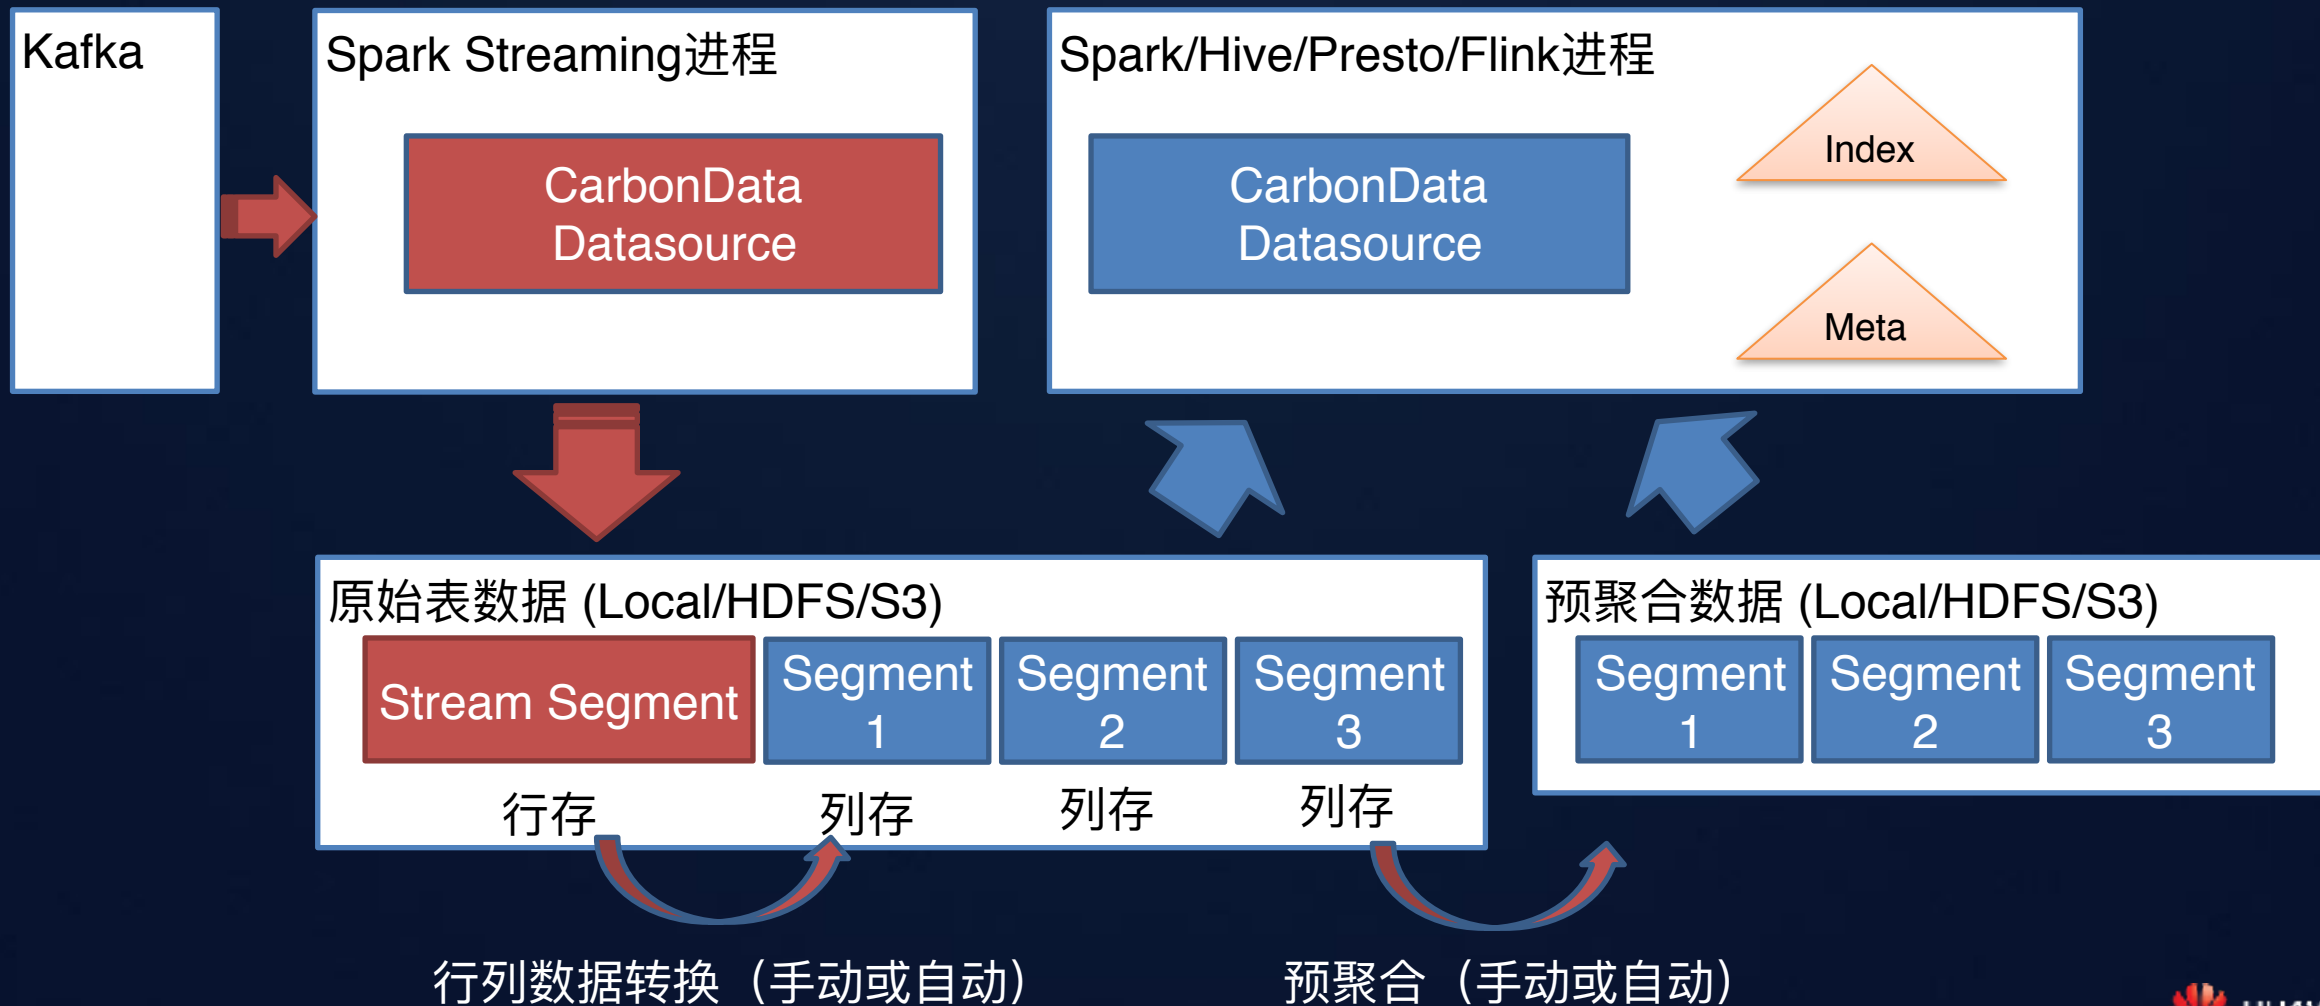 Kafka
Spark Streaming进程
CarbonData
Datasource
Spark/Hive/Presto/Flink进程
CarbonData
Datasource
Index
Meta
原始表数据 (Local/HDFS/S3)
Stream Segment
Segment
1
Segment
2
Segment
3
行存
列存
列存
列存
预聚合数据 (Local/HDFS/S3)
Segment
1
Segment
2
Segment
3
行列数据转换（手动或自动）
预聚合（手动或自动）